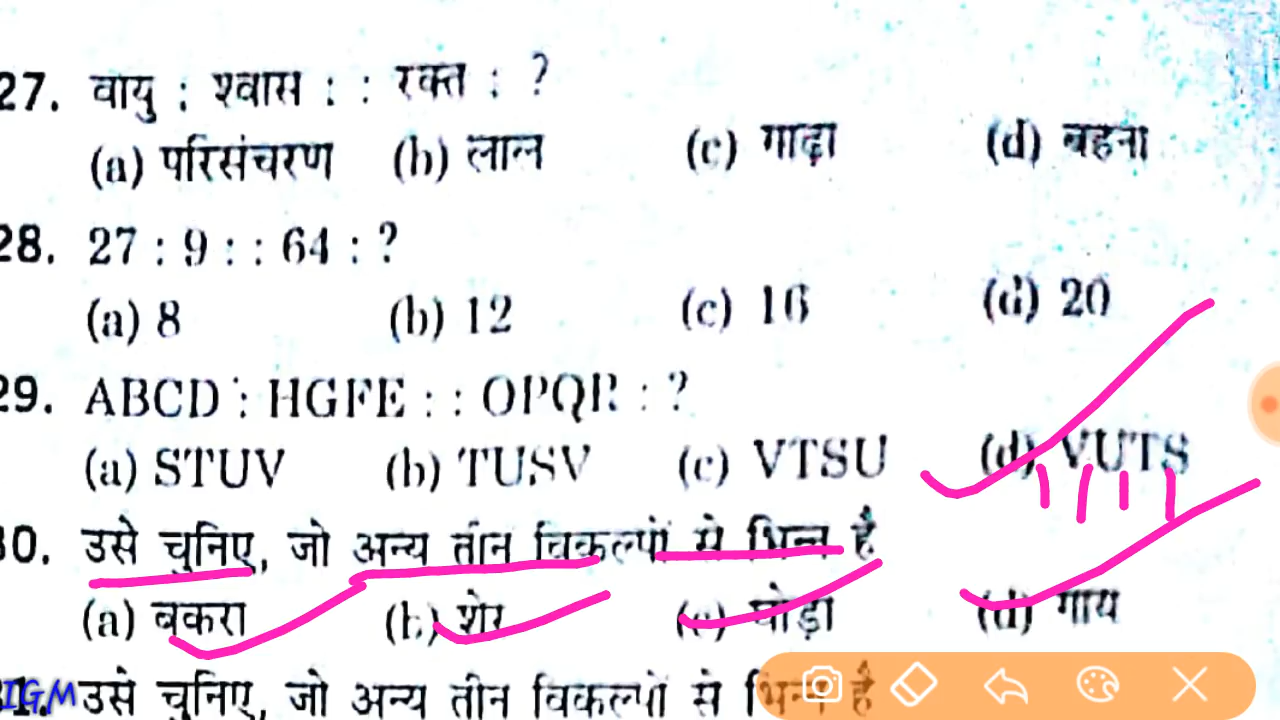 27. वायु : श्वास : : रक्त : ?
(a) परिसंचरण (b) लाल (c) गाढ़ा (d) बहना
28. 27 : 9 : : 64 : ?
(a) 8 (b) 12 (c) 16 (d) 20
29. ABCD : HGFE : : OPQR : ?
(a) STUV (b) TUSV (c) VTSU (d) VUTS
30. उसे चुनिए, जो अन्य तीन विकल्पों से भिन्न है
(a) बकरा (b) शेर (c) घोड़ा (d) गाय
31. उसे चुनिए, जो अन्य तीन विकल्पों से भिन्न है
IGM